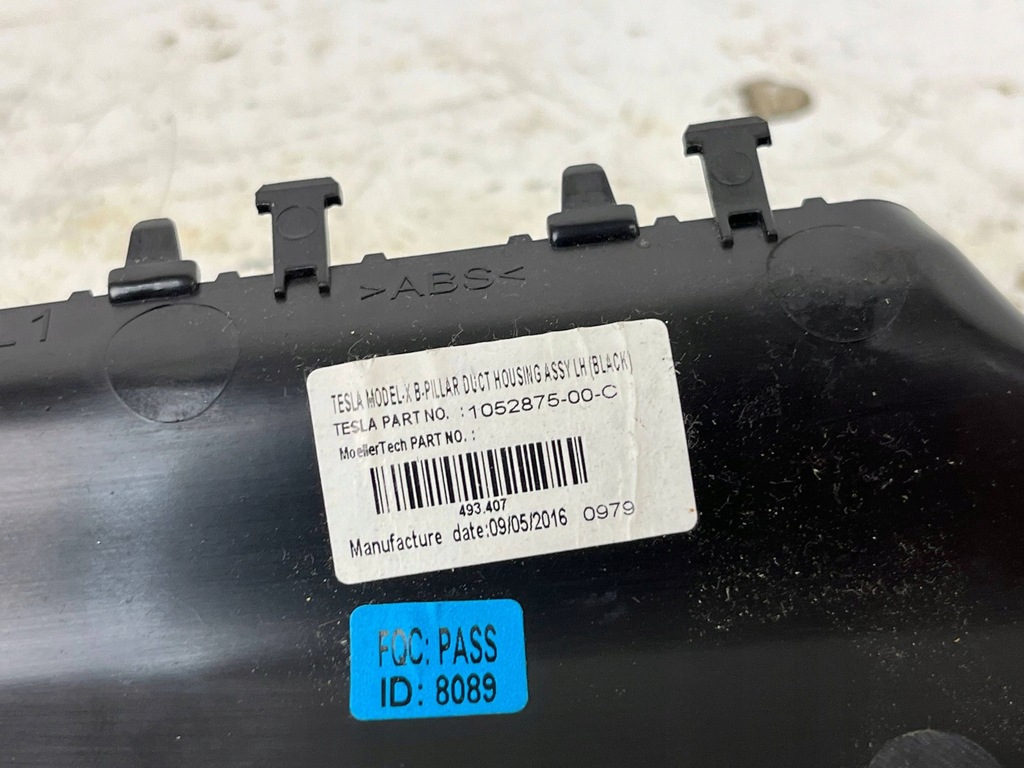 >ABS<
L1
TESLA MODEL-X B-PILLAR DUCT HOUSING ASSY LH (BLACK)
TESLA PART NO. :1052875-00-C
MoellerTech PART NO. :
493.407
Manufacture date:09/05/2016 0979
FQC: PASS
ID: 8089